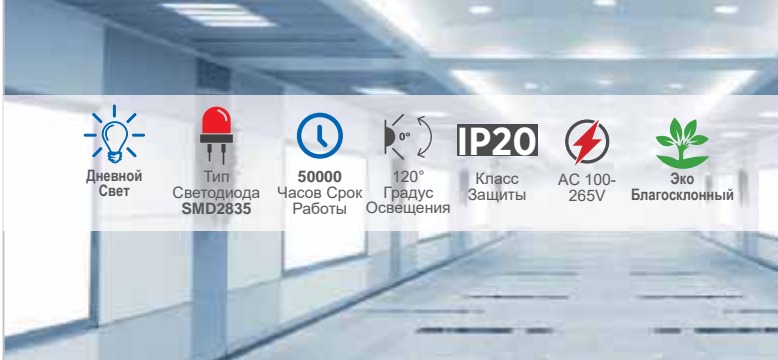 Дневной
Свет
Тип
Светодиода
SMD2835
50000
Часов Срок
Работы
0°
120°
Градус
Освещения
IP20
Класс
Защиты
AC 100-
265V
Эко
Благосклонный